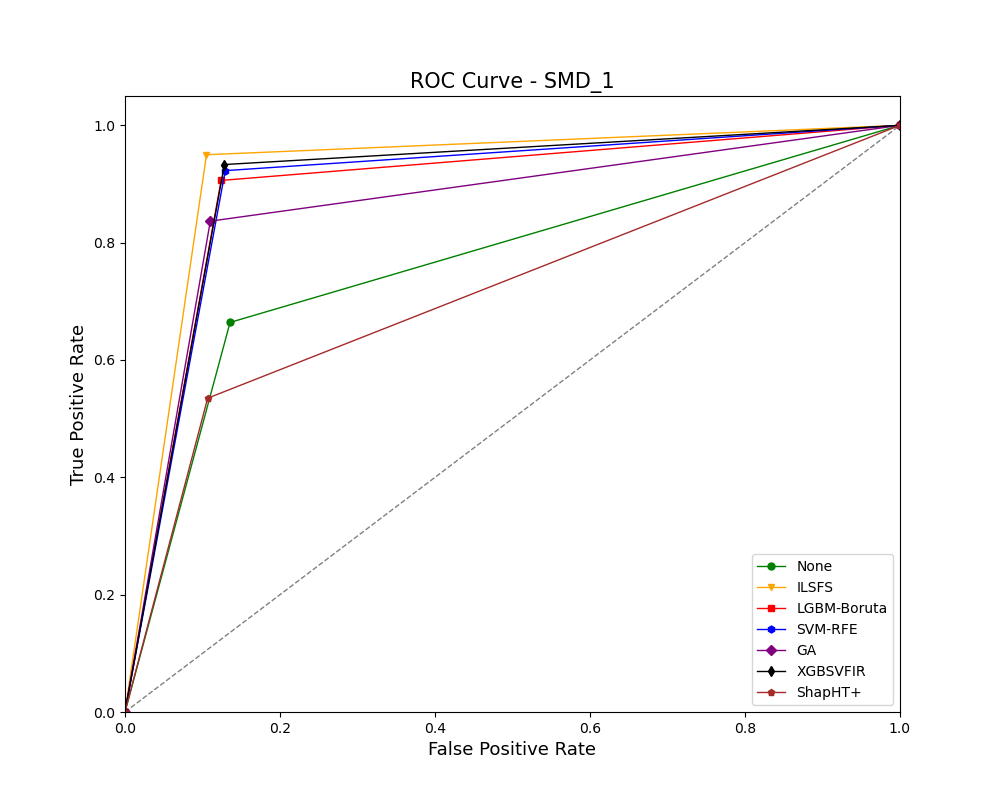 ROC Curve - SMD_1
True Positive Rate
1.0
0.8
0.6
0.4
0.2
0.0
0.0 0.2 0.4 0.6 0.8 1.0
False Positive Rate
None
ILSFS
LGBM-Boruta
SVM-RFE
GA
XGBSVFIR
ShapHT+